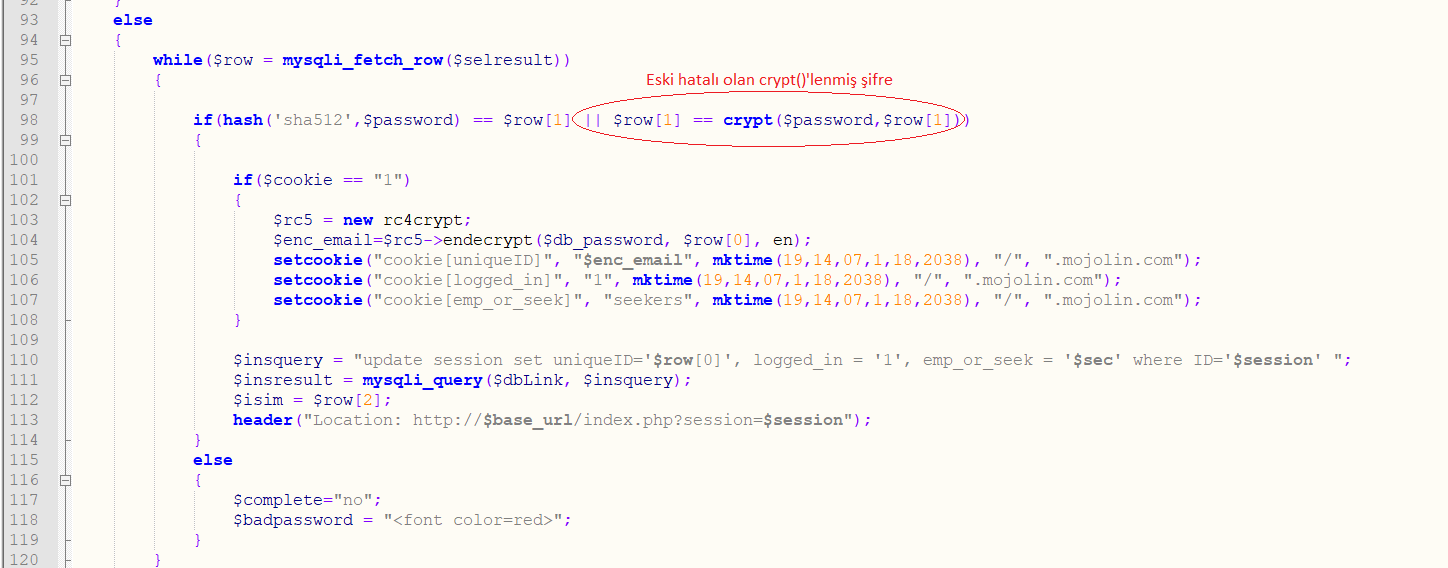 92 }
93 else
94 {
95 while($row = mysqli_fetch_row($selresult))
96 {
Eski hatalı olan crypt()'lenmiş şifre
97
98 if(hash('sha512',$password) == $row[1] || $row[1] == crypt($password,$row[1]))
99 {
100
101 if($cookie == "1")
102 {
103 $rc5 = new rc4crypt;
104 $enc_email=$rc5->endecrypt($db_password, $row[0], en);
105 setcookie("cookie[uniqueID]", "$enc_email", mktime(19,14,07,1,18,2038), "/", ".mojolin.com");
106 setcookie("cookie[logged_in]", "1", mktime(19,14,07,1,18,2038), "/", ".mojolin.com");
107 setcookie("cookie[emp_or_seek]", "seekers", mktime(19,14,07,1,18,2038), "/", ".mojolin.com");
108 }
109
110 $insquery = "update session set uniqueID='$row[0]', logged_in = '1', emp_or_seek = '$sec' where ID='$session' ";
111 $insresult = mysqli_query($dbLink, $insquery);
112 $isim = $row[2];
113 header("Location: http://$base_url/index.php?session=$session");
114 }
115 else
116 {
117 $complete="no";
118 $badpassword = "<font color=red>";
119 }
120 }